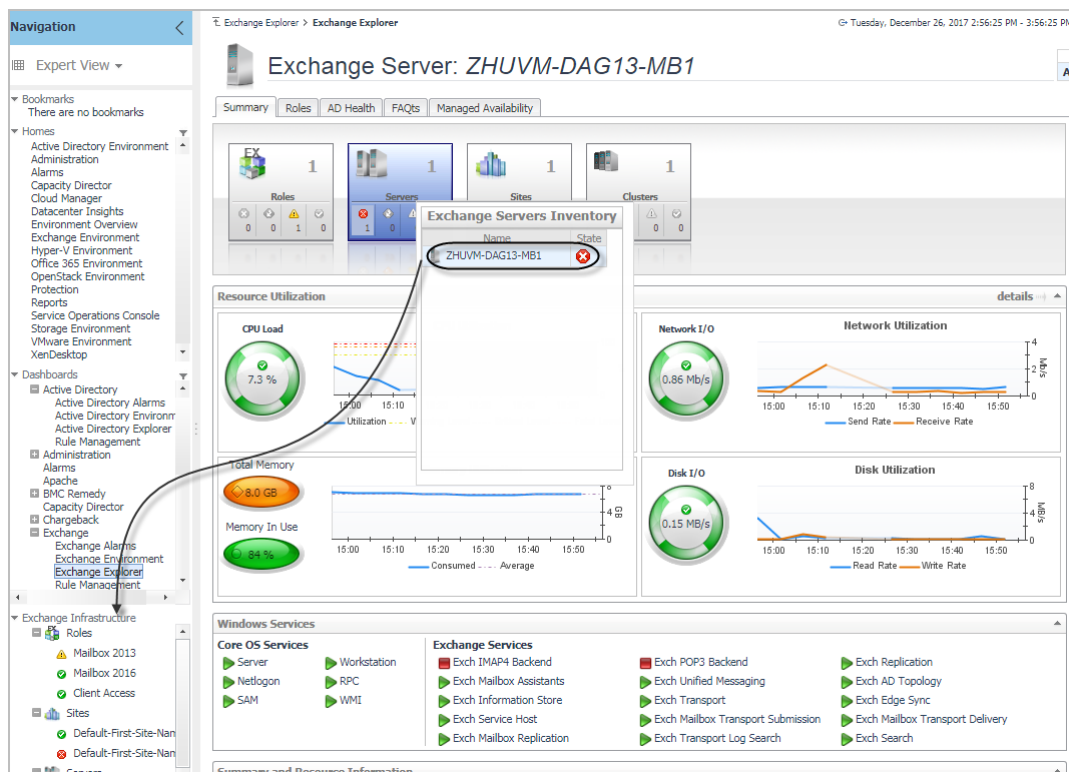 Navigation
Expert View
Bookmarks
There are no bookmarks
Homes
Active Directory Environment
Administration
Alarms
Capacity Director
Cloud Manager
Datacenter Insights
Environment Overview
Exchange Environment
Hyper-V Environment
Office 365 Environment
OpenStack Environment
Protection
Reports
Service Operations Console
Storage Environment
VMware Environment
XenDesktop
Dashboards
Active Directory
Active Directory Alarms
Active Directory Environm
Active Directory Explorer
Rule Management
Administration
Alarms
Apache
BMC Remedy
Capacity Director
Chargeback
Exchange
Exchange Alarms
Exchange Environment
Exchange Explorer
Rule Management
Exchange Infrastructure
Roles
Mailbox 2013
Mailbox 2016
Client Access
Sites
Default-First-Site-Nam
Default-First-Site-Nam
Servers
Exchange Explorer > Exchange Explorer
Tuesday, December 26, 2017 2:56:25 PM - 3:56:25 PM
Exchange Server: ZHUVM-DAG13-MB1
A
Summary Roles AD Health FAQts Managed Availability
EX 1 1 1 1
Roles Servers Sites Clusters
0 0 1 0 1 0 0 0
Exchange Servers Inventory
Name State
ZHUVM-DAG13-MB1
Resource Utilization details
CPU Load
7.3 %
15:00 15:10
Utilization
Network I/O Network Utilization
0.86 Mb/s
4
2
0
Mb/s
15:00 15:10 15:20 15:30 15:40 15:50
Send Rate Receive Rate
Total Memory
8.0 GB
Memory In Use
84 %
4
0
GB
15:00 15:10 15:20 15:30 15:40 15:50
Consumed Average
Disk I/O Disk Utilization
0.15 MB/s
8
4
0
MB/s
15:00 15:10 15:20 15:30 15:40 15:50
Read Rate Write Rate
Windows Services
Core OS Services Exchange Services
Server Workstation Exch IMAP4 Backend Exch POP3 Backend Exch Replication
Netlogon RPC Exch Mailbox Assistants Exch Unified Messaging Exch AD Topology
SAM WMI Exch Information Store Exch Transport Exch Edge Sync
Exch Service Host Exch Mailbox Transport Submission Exch Mailbox Transport Delivery
Exch Mailbox Replication Exch Transport Log Search Exch Search
Summary and Resource Information